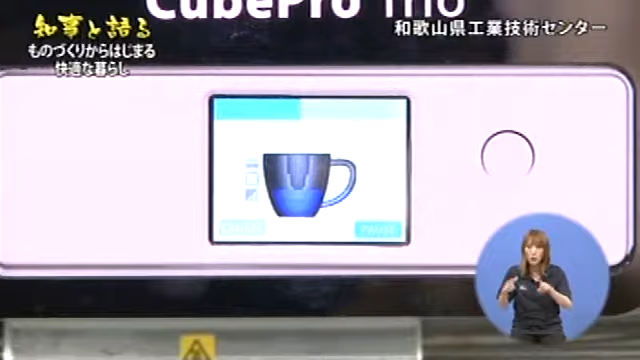 CubePro Trio
知事と語る
和歌山県工業技術センター
ものづくりからはじまる
快適な暮らし
PAUSE